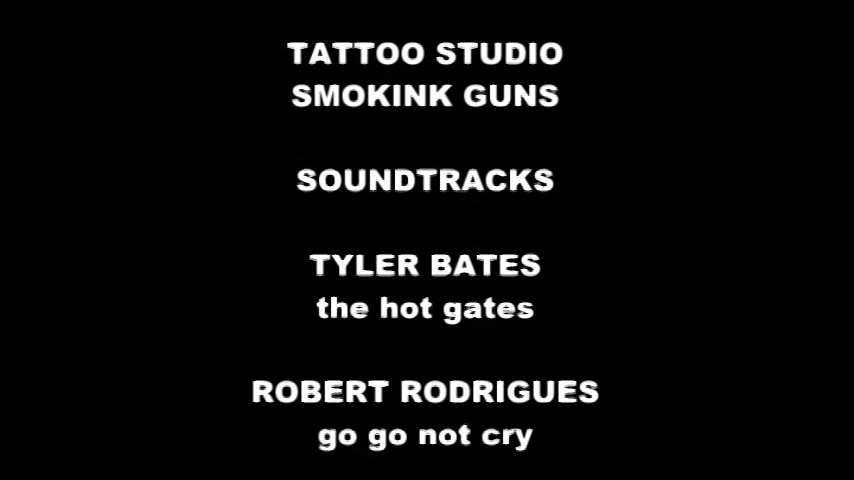 TATTOO STUDIO
SMOKINK GUNS
SOUNDTRACKS
TYLER BATES
the hot gates
ROBERT RODRIGUES
go go not cry